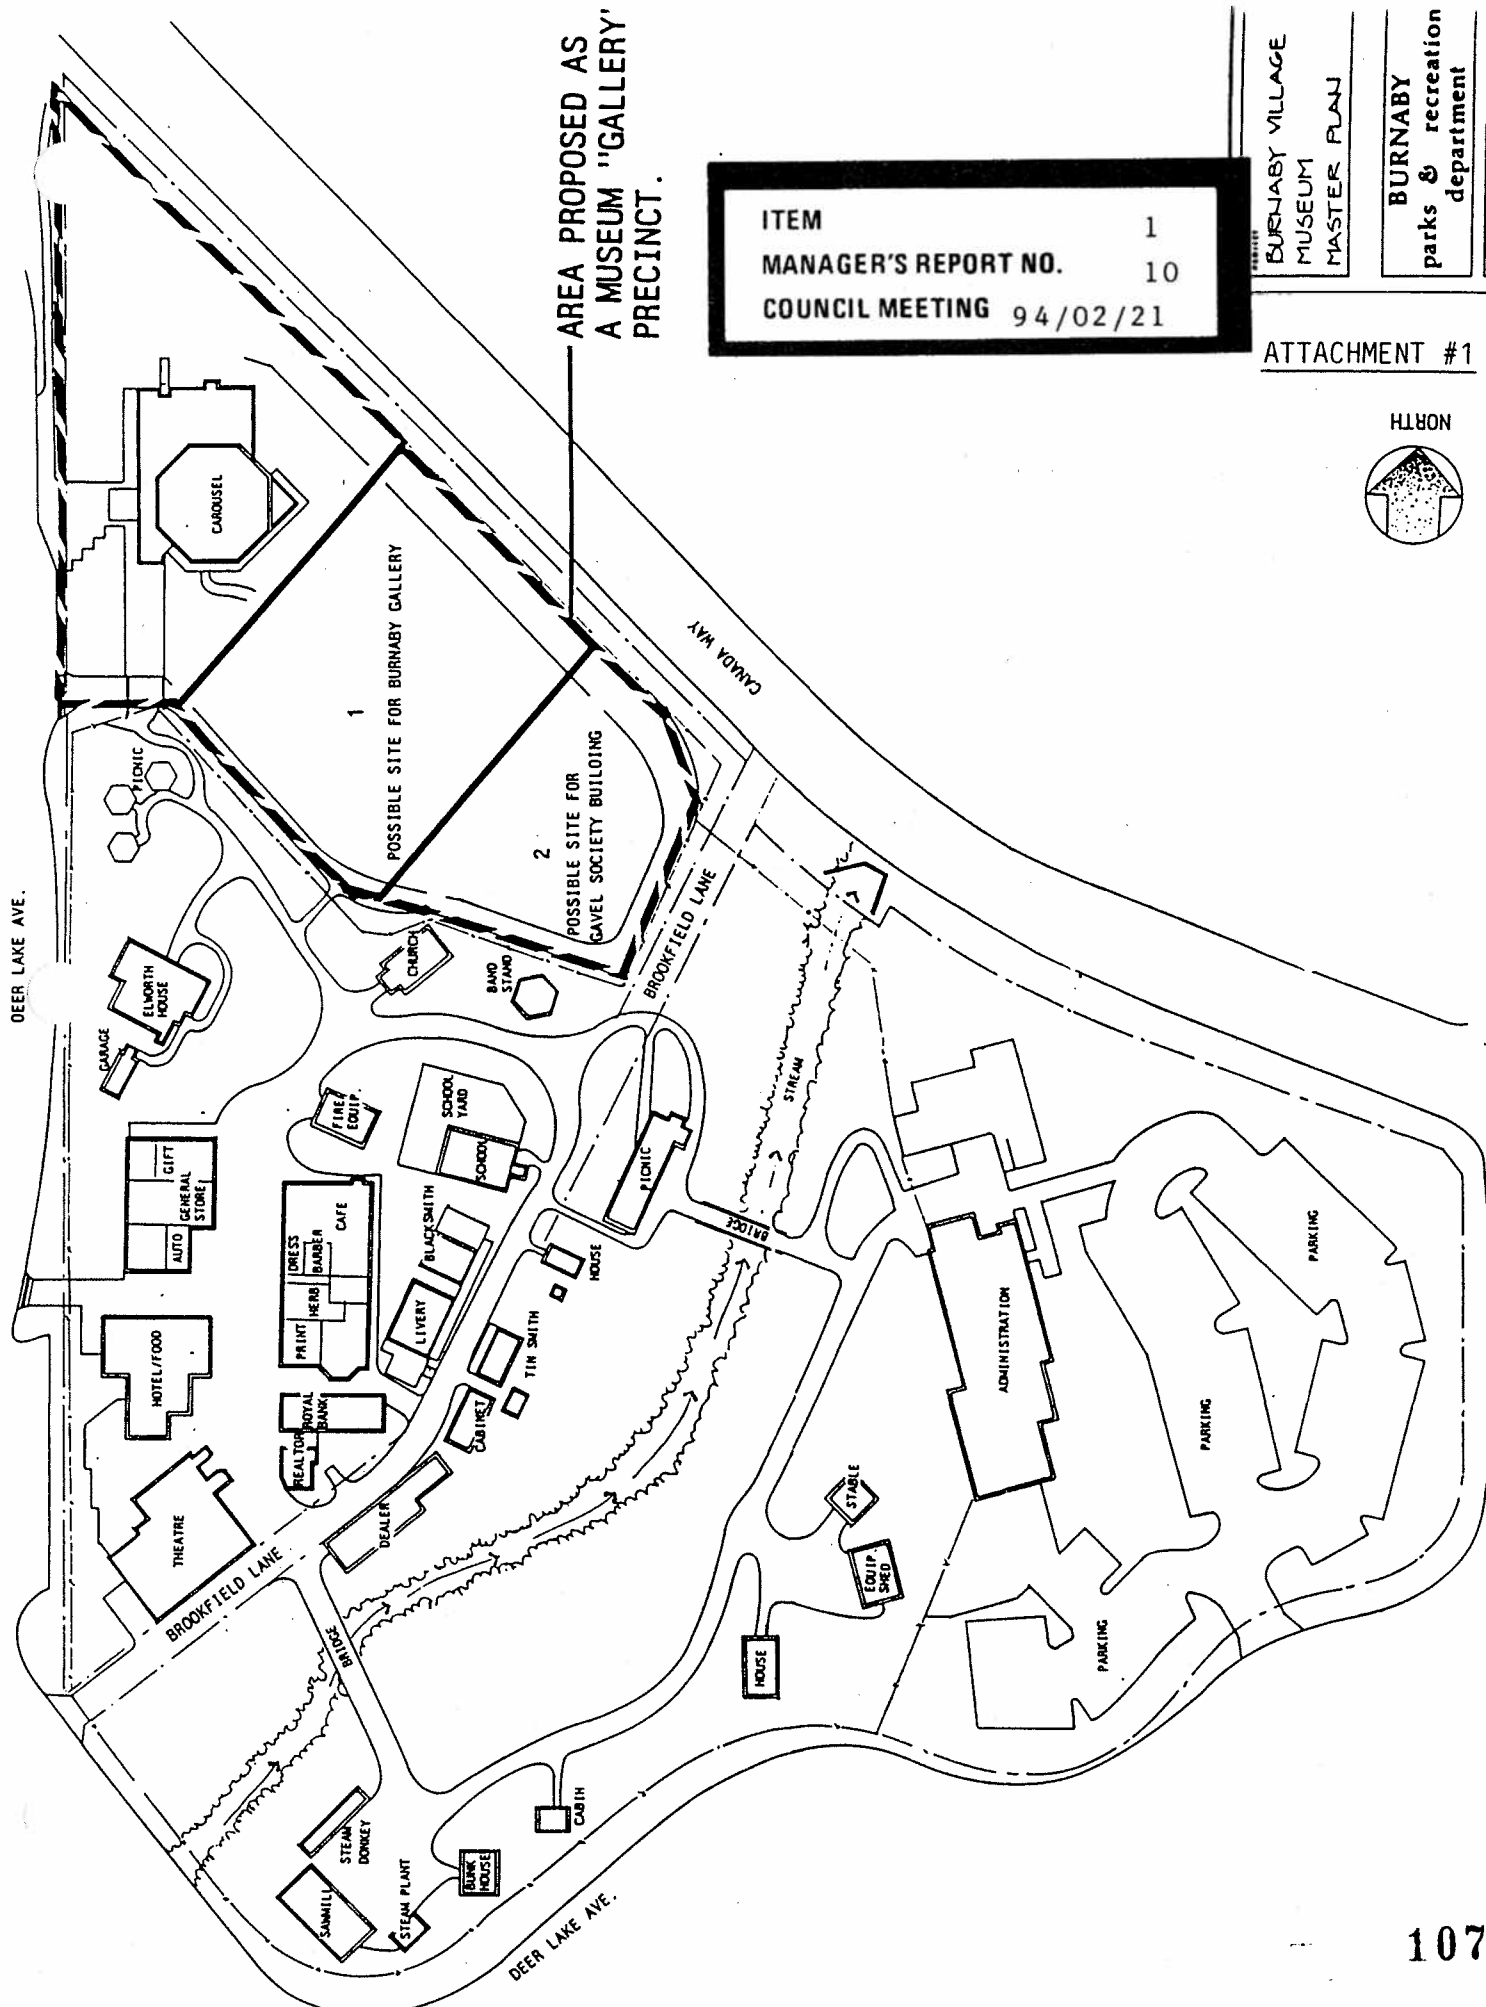 DEER LAKE AVE.
AREA PROPOSED AS
A MUSEUM "GALLERY'
PRECINCT.
ITEM 1
MANAGER'S REPORT NO. 10
COUNCIL MEETING 94/02/21
BURNABY VILLAGE
MUSEUM
MASTER PLAN
BURNABY
parks & recreation
department
ATTACHMENT #1
NORTH
CAROUSEL
1
POSSIBLE SITE FOR BURNABY GALLERY
2
POSSIBLE SITE FOR
GAVEL SOCIETY BUILDING
CANADA WAY
PICNIC
ELWORTH
HOUSE
GARAGE
CHURCH
BAND
STAND
BROOKFIELD LANE
FIRE
EQUIP.
SCHOOL
YARD
SCHOOL
GIFT
GENERAL
STORE
AUTO
DRESS
BARBER
CAFE
HERB
PRINT
BLACKSMITH
LIVERY
PICNIC
HOUSE
TIN SMITH
CABINET
STREAM
BRIDGE
HOTEL/FOOD
ROYAL
BANK
REALTOR
THEATRE
DEALER
BROOKFIELD LANE
BRIDGE
ADMINISTRATION
PARKING
PARKING
PARKING
STABLE
EQUIP.
SHED
HOUSE
CABIN
STEAM
DONKEY
SAWMILL
STEAM PLANT
BUNK
HOUSE
DEER LAKE AVE.
107